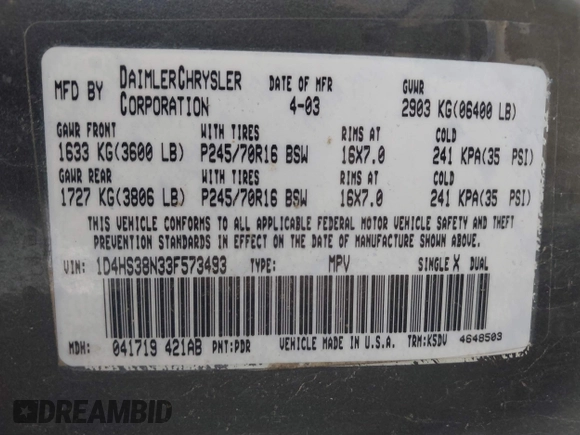 MFD BY DAIMLERCHRYSLER CORPORATION DATE OF MFR 4-03 GVWR 2903 KG(06400 LB)
GAWR FRONT WITH TIRES RIMS AT COLD
1633 KG(3600 LB) P245/70R16 BSW 16X7.0 241 KPA(35 PSI)
GAWR REAR WITH TIRES RIMS AT COLD
1727 KG(3806 LB) P245/70R16 BSW 16X7.0 241 KPA(35 PSI)
THIS VEHICLE CONFORMS TO ALL APPLICABLE FEDERAL MOTOR VEHICLE SAFETY AND THEFT
PREVENTION STANDARDS IN EFFECT ON THE DATE OF MANUFACTURE SHOWN ABOVE.
VIN: 1D4HS38N33F573493 TYPE: MPV SINGLE X DUAL
MDH: 041719 421AB PNT:PDR VEHICLE MADE IN U.S.A. TRM:K5DV 4648503
DREAMBID